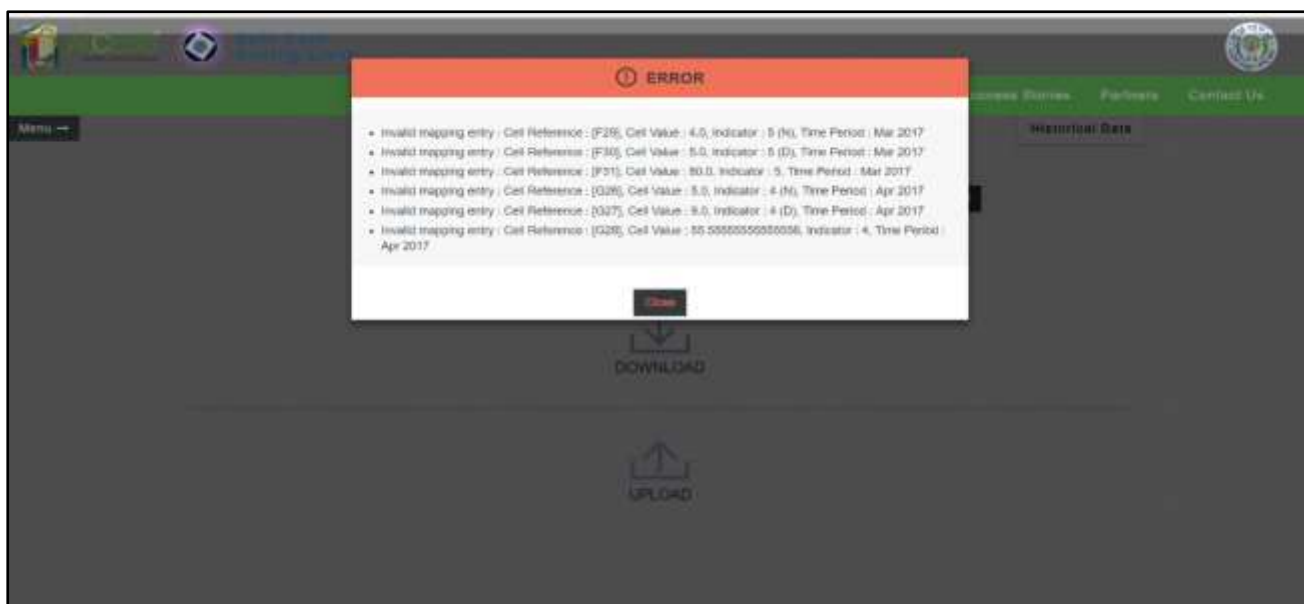 ERROR
Success Stories Partners Contact Us
Menu →
Historical Data
• Invalid mapping entry : Cell Reference : [F29], Cell Value : 4.0, Indicator : 5 (N), Time Period : Mar 2017
• Invalid mapping entry : Cell Reference : [F30], Cell Value : 5.0, Indicator : 5 (D), Time Period : Mar 2017
• Invalid mapping entry : Cell Reference : [F31], Cell Value : 80.0, Indicator : 5, Time Period : Mar 2017
• Invalid mapping entry : Cell Reference : [G26], Cell Value : 5.0, Indicator : 4 (N), Time Period : Apr 2017
• Invalid mapping entry : Cell Reference : [G27], Cell Value : 9.0, Indicator : 4 (D), Time Period : Apr 2017
• Invalid mapping entry : Cell Reference : [G28], Cell Value : 55.55555555555556, Indicator : 4, Time Period :
Apr 2017
Close
DOWNLOAD
UPLOAD